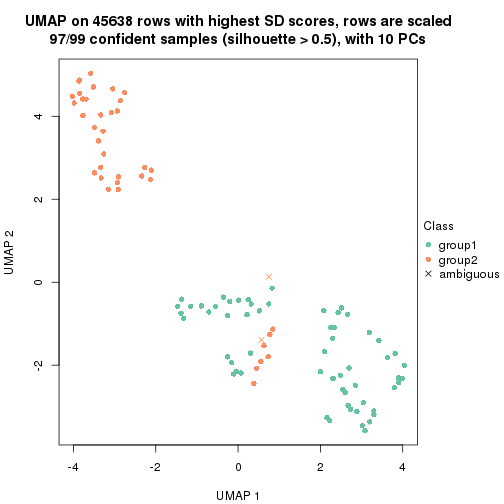 UMAP on 45638 rows with highest SD scores, rows are scaled
97/99 confident samples (silhouette > 0.5), with 10 PCs
4
2
0
-2
UMAP 2
-4
-2
0
2
4
UMAP 1
Class
group1
group2
ambiguous